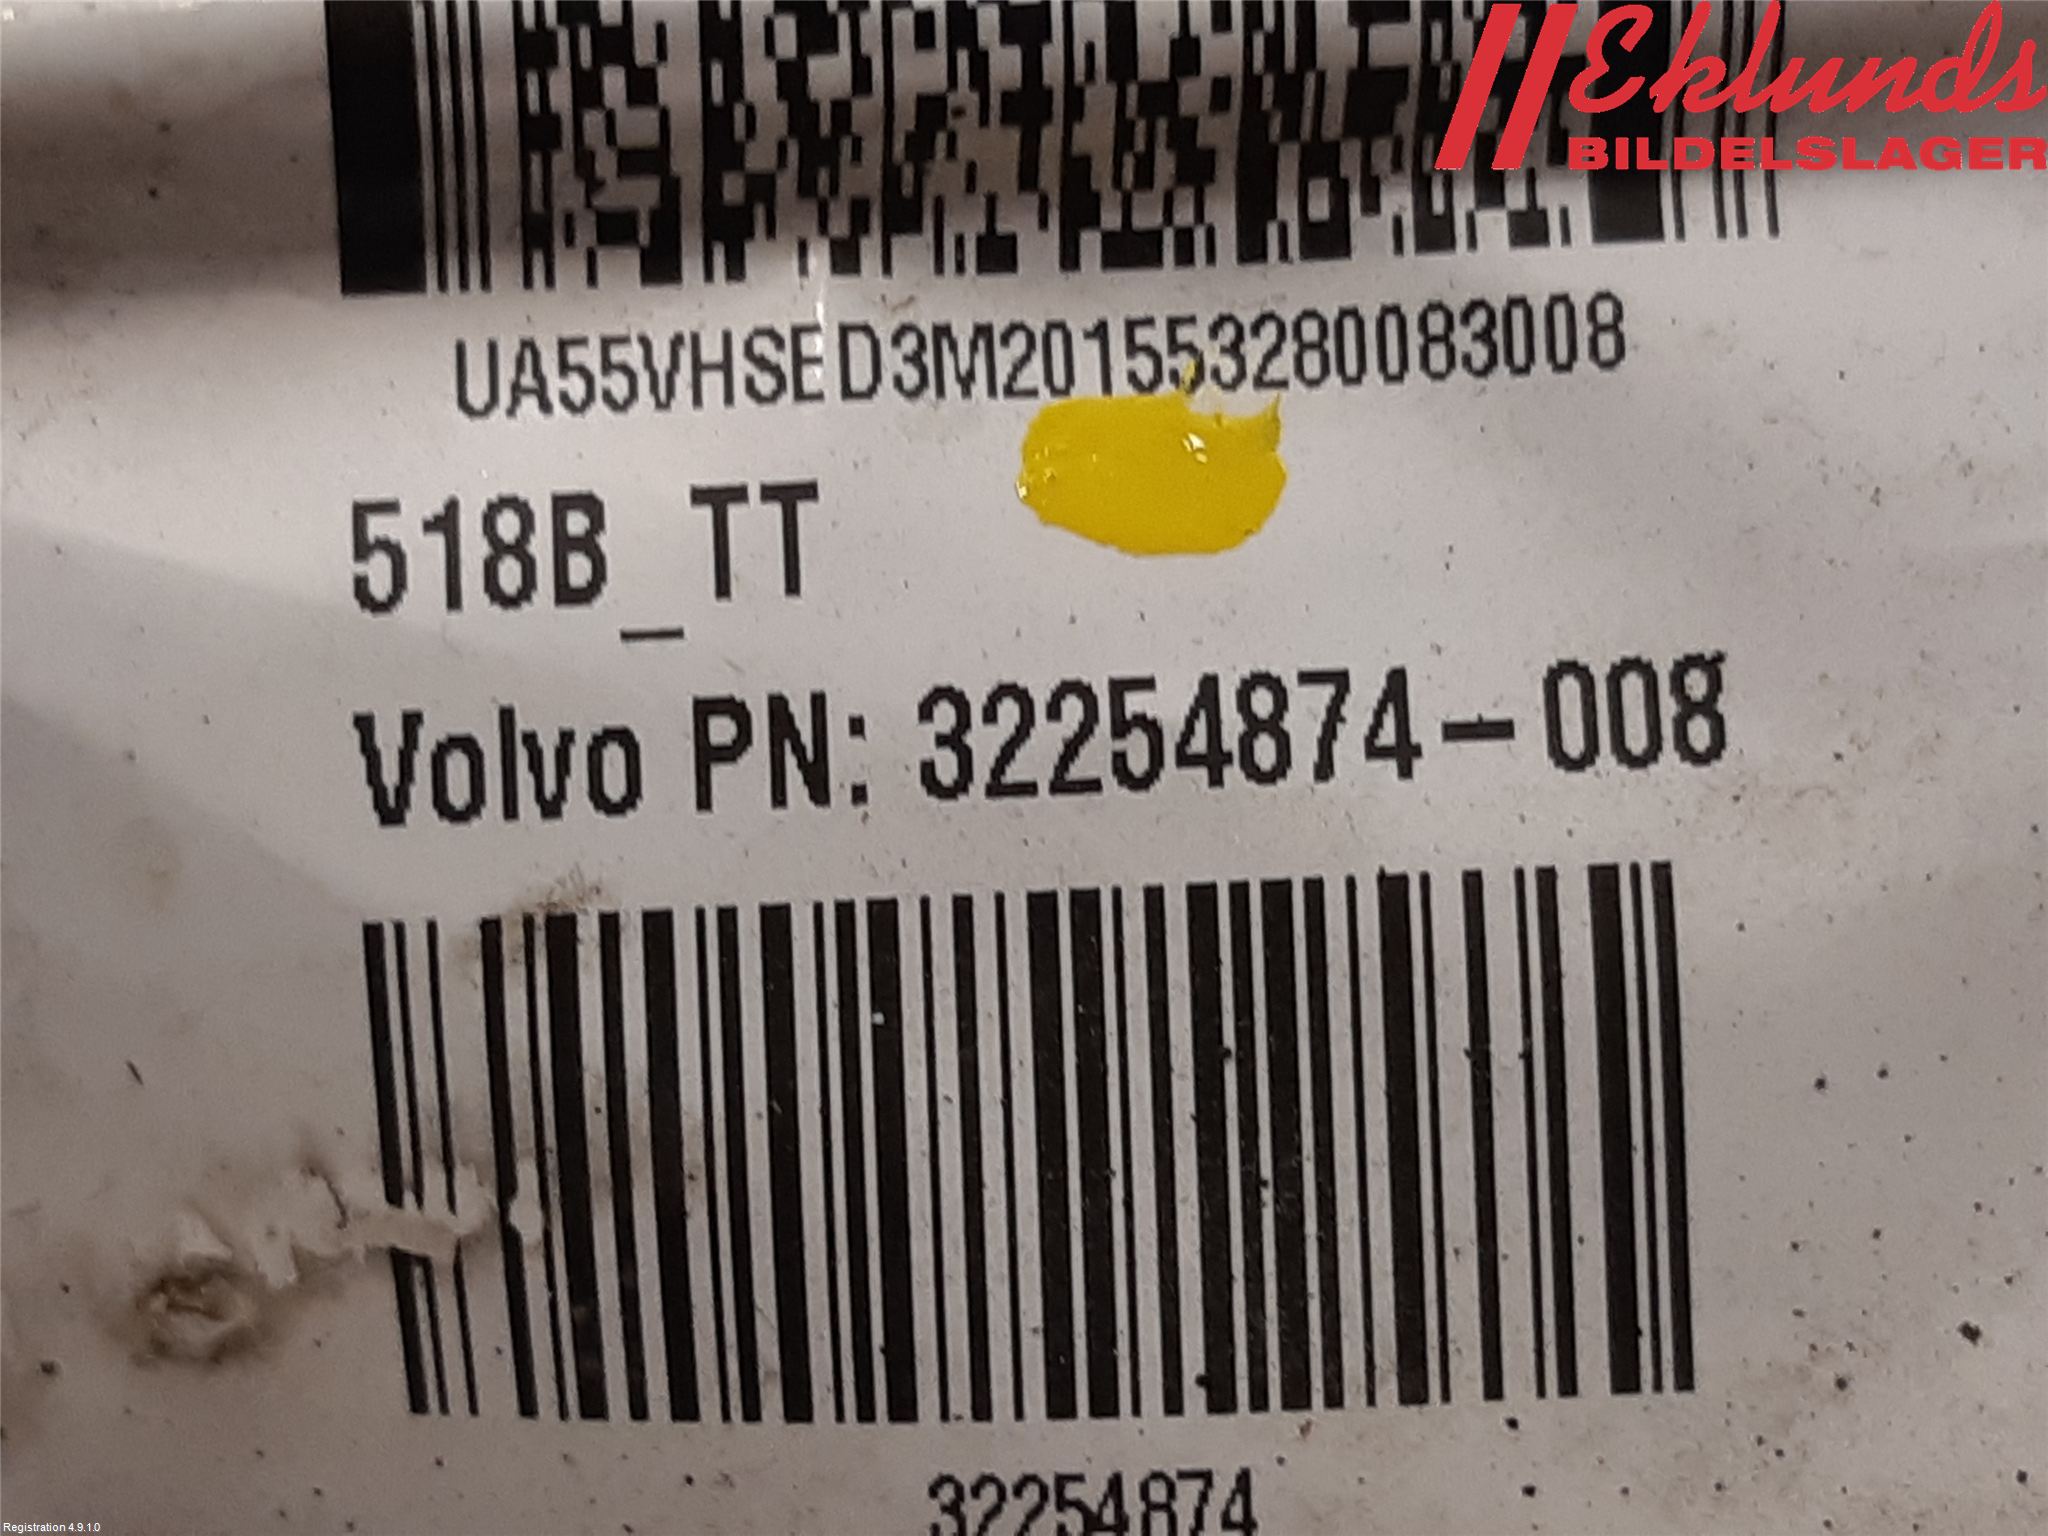 Eklunds
BILDELSLAGER
UA55VHSED3M201553280083008
518B_TT
Volvo PN: 32254874-008
32254874
Registration 4.9.1.0